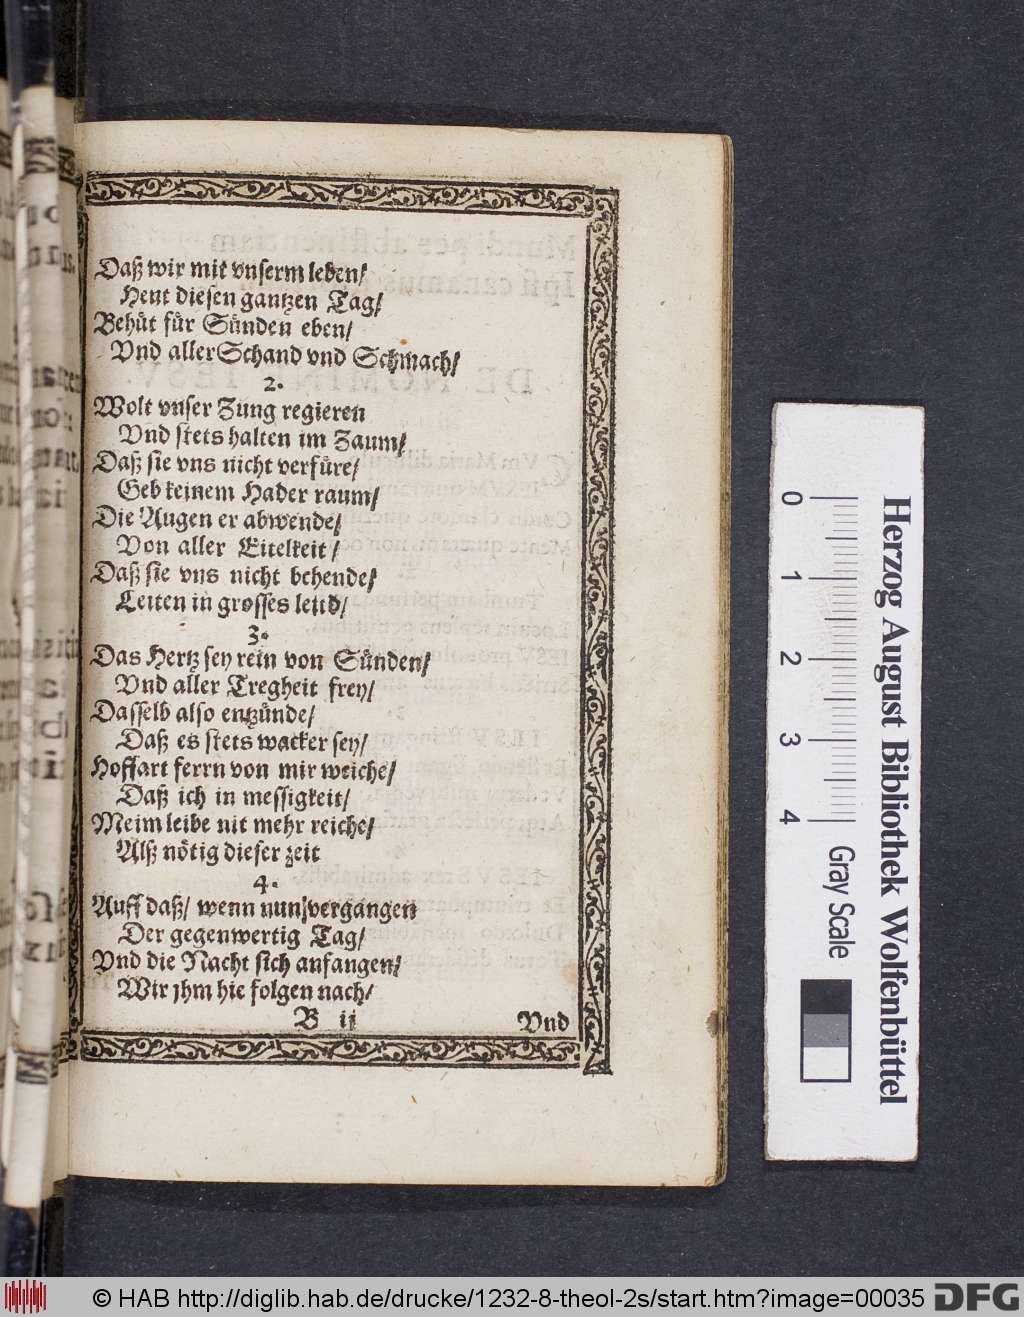 Daß wir mit vnserm leben/
Heut diesen gantzen Tag/
Behüt für Sünden eben/
Vnd aller Schand vnd Schmach/
2.
Wolt vnser Zung regieren
Vnd stets halten im Zaum/
Daß sie vns nicht verfüre/
Geb keinem Hader raum/
Die Augen er abwende/
Von aller Eitelkeit/
Daß sie vns nicht behende/
Leiten in grosses leid/
3.
Das Hertz sey rein von Sünden/
Vnd aller Tregheit frey/
Dasselb also entzünde/
Daß es stets wacker sey/
Hoffart ferrn von mir weiche/
Daß ich in messigkeit/
Meim leibe nit mehr reiche/
Alß nötig dieser zeit
4.
Auff daß/ wenn nun vergangen
Der gegenwertig Tag/
Vnd die Nacht sich anfangen/
Wir jhm hie folgen nach/
B ij Vnd
0 1 2 3 4
Gray Scale
Herzog August Bibliothek Wolfenbüttel
© HAB http://diglib.hab.de/drucke/1232-8-theol-2s/start.htm?image=00035 DFG